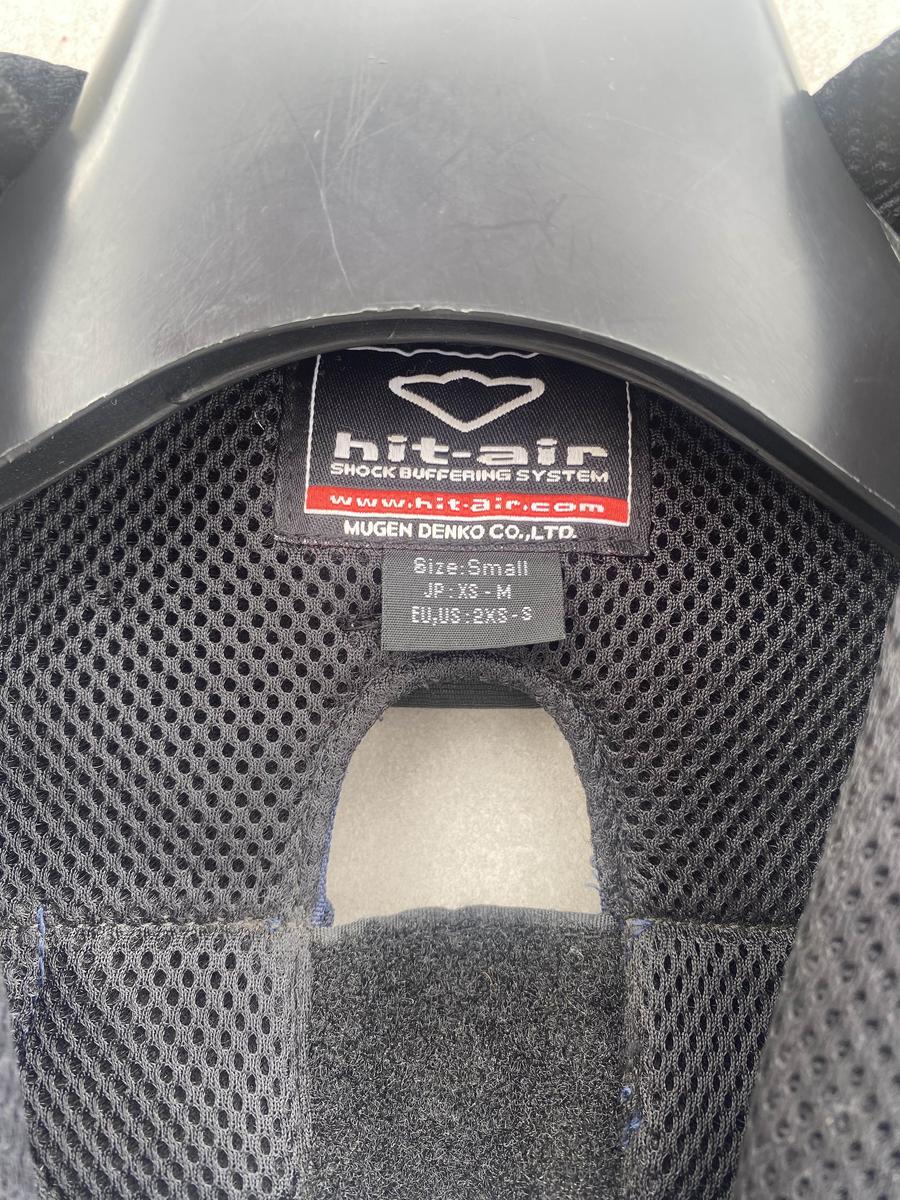 hit-air
SHOCK BUFFERING SYSTEM
www.hit-air.com
MUGEN DENKO CO.,LTD.
Size:Small
JP:XS-M
EU,US:2XS-S